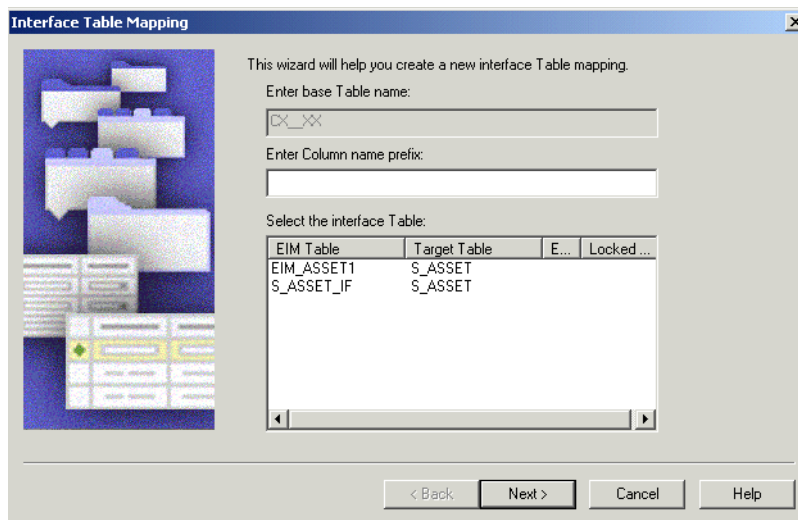 Interface Table Mapping
This wizard will help you create a new interface Table mapping.
Enter base Table name:
CX__XX
Enter Column name prefix:
Select the interface Table:
EIM Table Target Table E... Locked ...
EIM_ASSET1 S_ASSET
S_ASSET_IF S_ASSET
< Back Next > Cancel Help